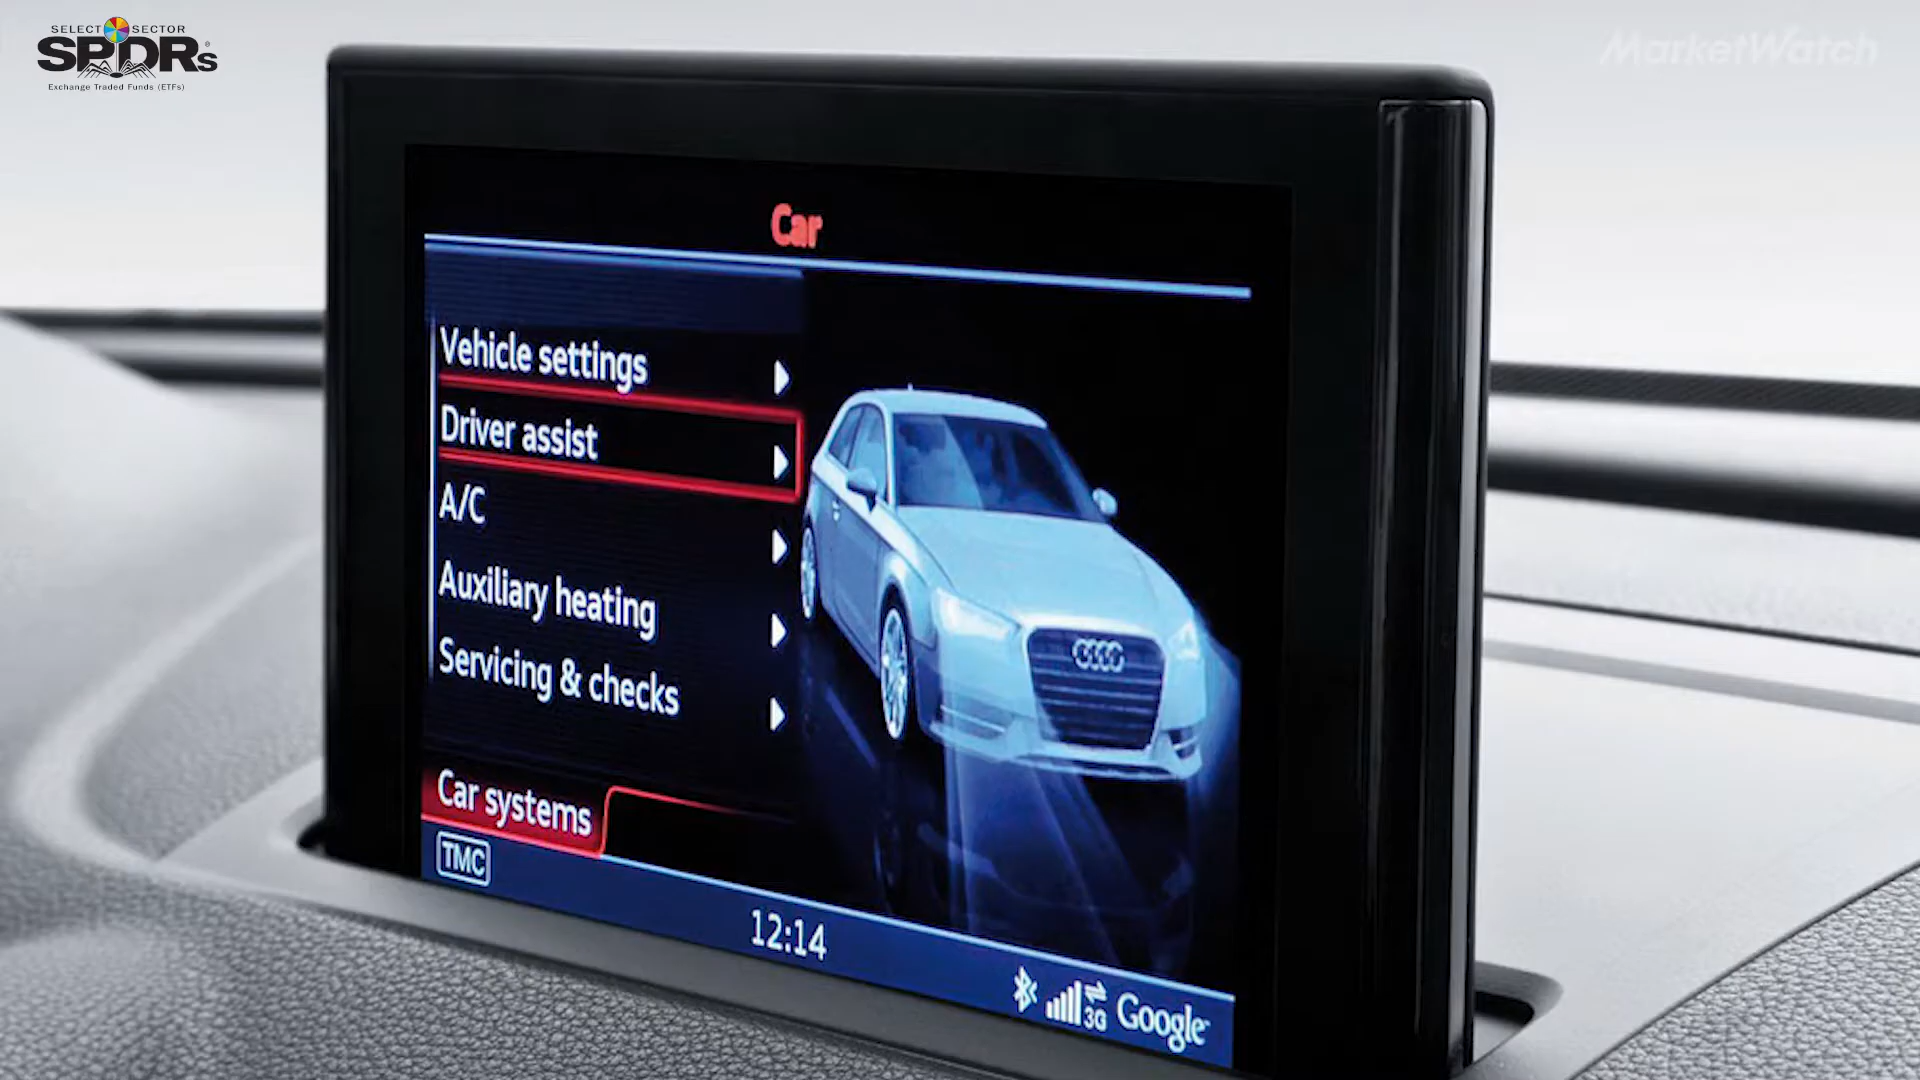 SELECT SECTOR
SPDRs
Exchange Traded Funds (ETFs)
MarketWatch
Car
Vehicle settings
Driver assist
A/C
Auxiliary heating
Servicing & checks
Car systems
TMC
12:14
3G Google